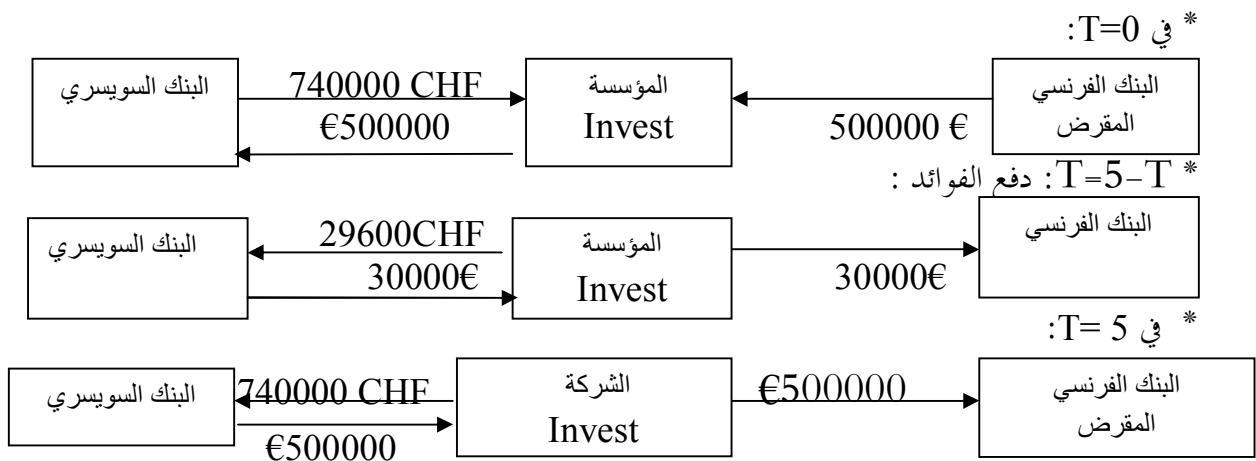 * في T=0:
البنك الفرنسي
المقرض
500000 €
المؤسسة
Invest
740000 CHF
€500000
البنك السويسري
* T=5–T: دفع الفوائد :
البنك الفرنسي
30000€
المؤسسة
Invest
29600CHF
30000€
البنك السويسري
* في T= 5:
البنك الفرنسي
المقرض
€500000
الشركة
Invest
740000 CHF
€500000
البنك السويسري